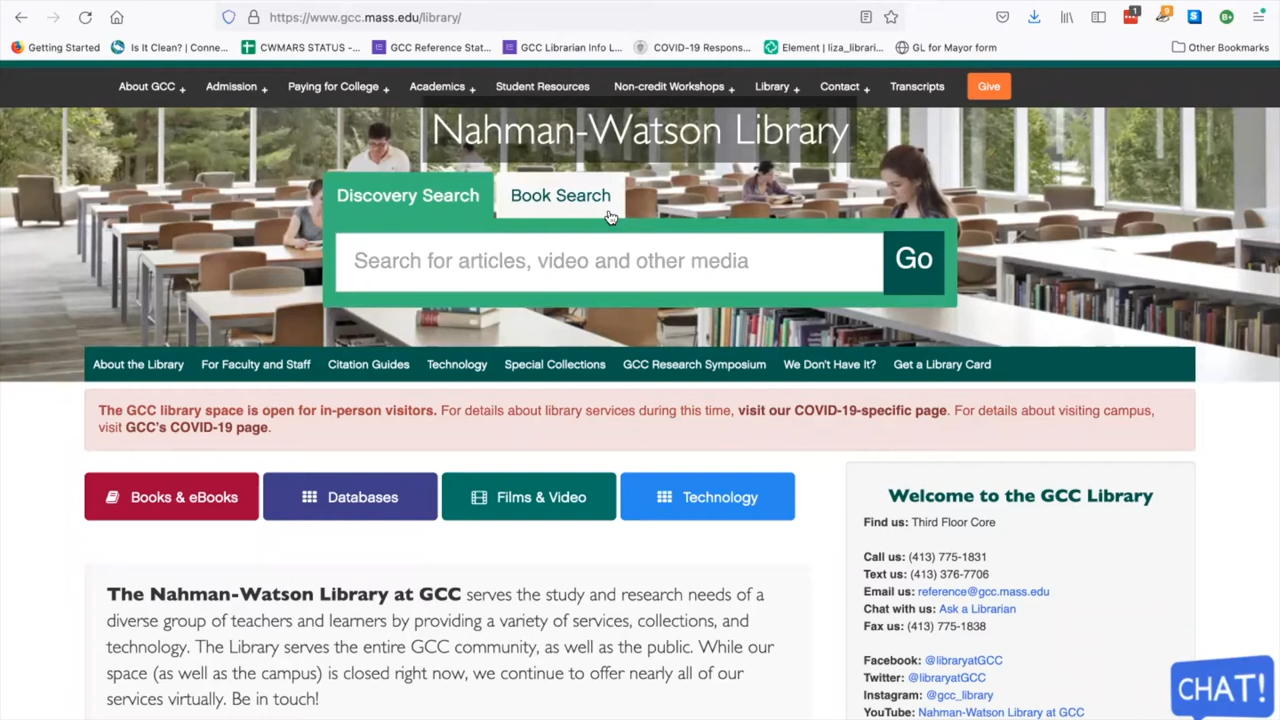 https://www.gcc.mass.edu/library/
1
9
S
B+
Getting Started
Is It Clean? | Conne...
CWMARS STATUS -...
GCC Reference Stat...
GCC Librarian Info L...
COVID-19 Respons...
Element | liza_librari...
GL for Mayor form
Other Bookmarks
About GCC +
Admission +
Paying for College +
Academics +
Student Resources
Non-credit Workshops +
Library +
Contact +
Transcripts
Give
Nahman-Watson Library
Discovery Search
Book Search
Search for articles, video and other media
Go
About the Library
For Faculty and Staff
Citation Guides
Technology
Special Collections
GCC Research Symposium
We Don't Have It?
Get a Library Card
The GCC library space is open for in-person visitors. For details about library services during this time, visit our COVID-19-specific page. For details about visiting campus,
visit GCC's COVID-19 page.
Books & eBooks
Databases
Films & Video
Technology
The Nahman-Watson Library at GCC serves the study and research needs of a
diverse group of teachers and learners by providing a variety of services, collections, and
technology. The Library serves the entire GCC community, as well as the public. While our
space (as well as the campus) is closed right now, we continue to offer nearly all of our
services virtually. Be in touch!
Welcome to the GCC Library
Find us: Third Floor Core
Call us: (413) 775-1831
Text us: (413) 376-7706
Email us: reference@gcc.mass.edu
Chat with us: Ask a Librarian
Fax us: (413) 775-1838
Facebook: @libraryatGCC
Twitter: @libraryatGCC
Instagram: @gcc_library
YouTube: Nahman-Watson Library at GCC
CHAT!